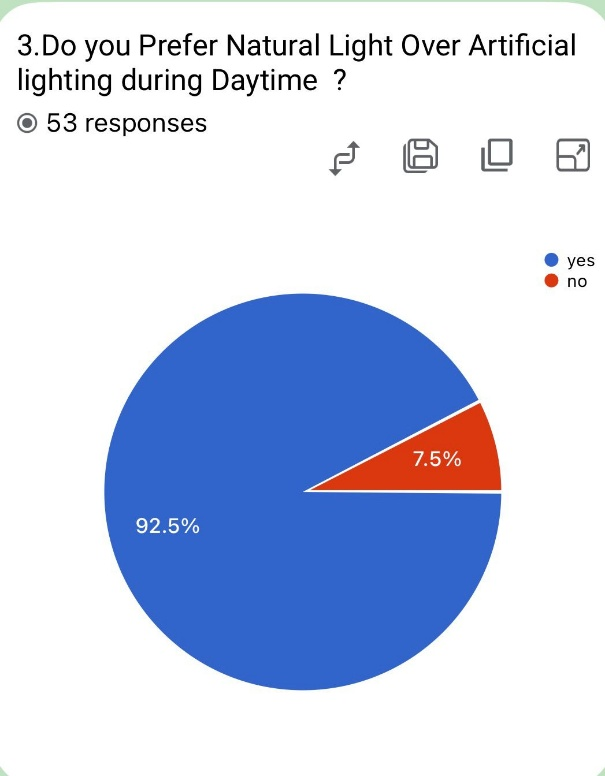 3.Do you Prefer Natural Light Over Artificial
lighting during Daytime  ?
53 responses
yes
no
7.5%
92.5%